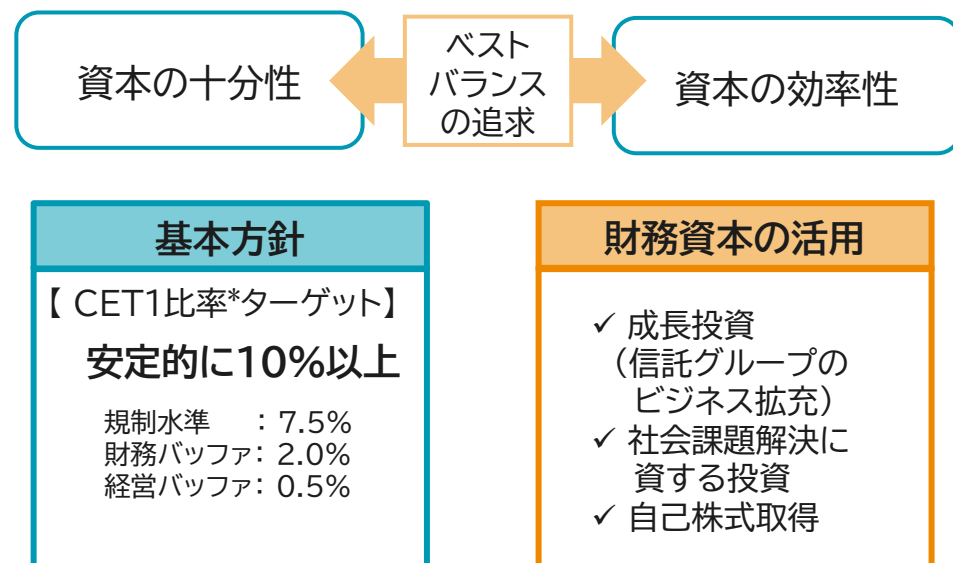 資本の十分性
ベスト
バランス
の追求
資本の効率性
基本方針
【 CET1比率*ターゲット】
安定的に10%以上
規制水準 : 7.5%
財務バッファ: 2.0%
経営バッファ: 0.5%
財務資本の活用
✓ 成長投資
（信託グループの
ビジネス拡充）
✓ 社会課題解決に
資する投資
✓ 自己株式取得